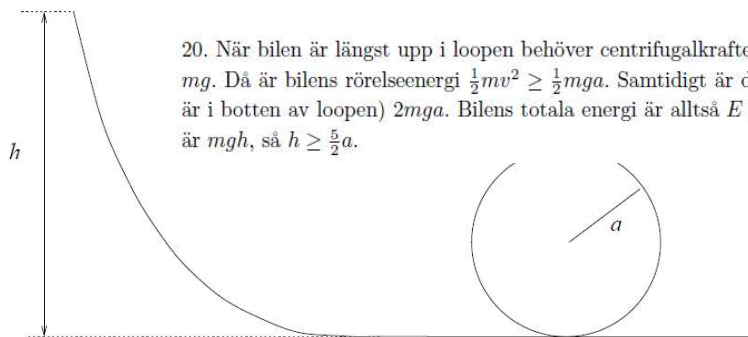 20. När bilen är längst upp i loopen behöver centrifugalkrafte
mg. Då är bilens rörelseenergi ½mv² ≥ ½mga. Samtidigt är d
är i botten av loopen) 2mga. Bilens totala energi är alltså E
är mgh, så h ≥ 5/2 a.
h
a